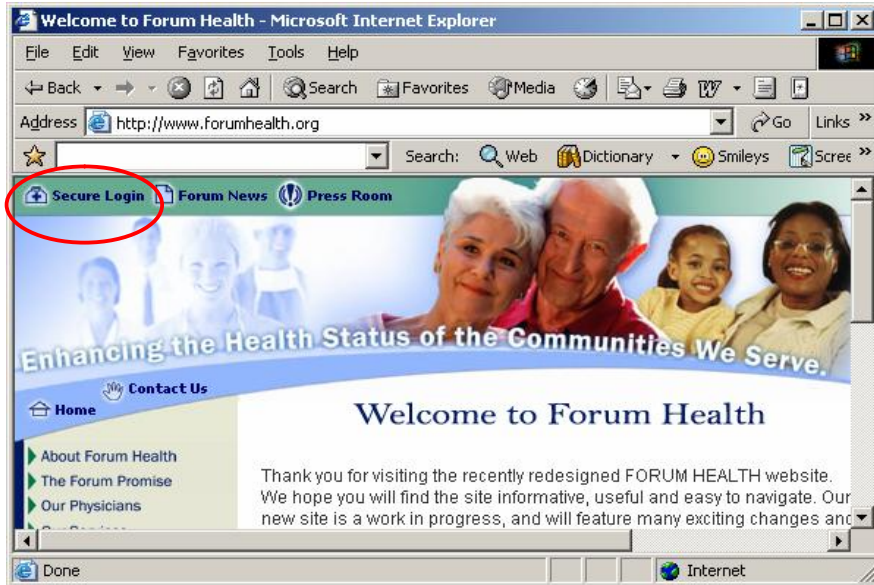 Welcome to Forum Health - Microsoft Internet Explorer
File Edit View Favorites Tools Help
Back Search Favorites Media
Address http://www.forumhealth.org Go Links »
Search: Web Dictionary Smileys Scree »
Secure Login Forum News Press Room
Enhancing the Health Status of the Communities We Serve.
Contact Us
Home
Welcome to Forum Health
About Forum Health
The Forum Promise
Our Physicians
Thank you for visiting the recently redesigned FORUM HEALTH website.
We hope you will find the site informative, useful and easy to navigate. Our
new site is a work in progress, and will feature many exciting changes and
Done Internet